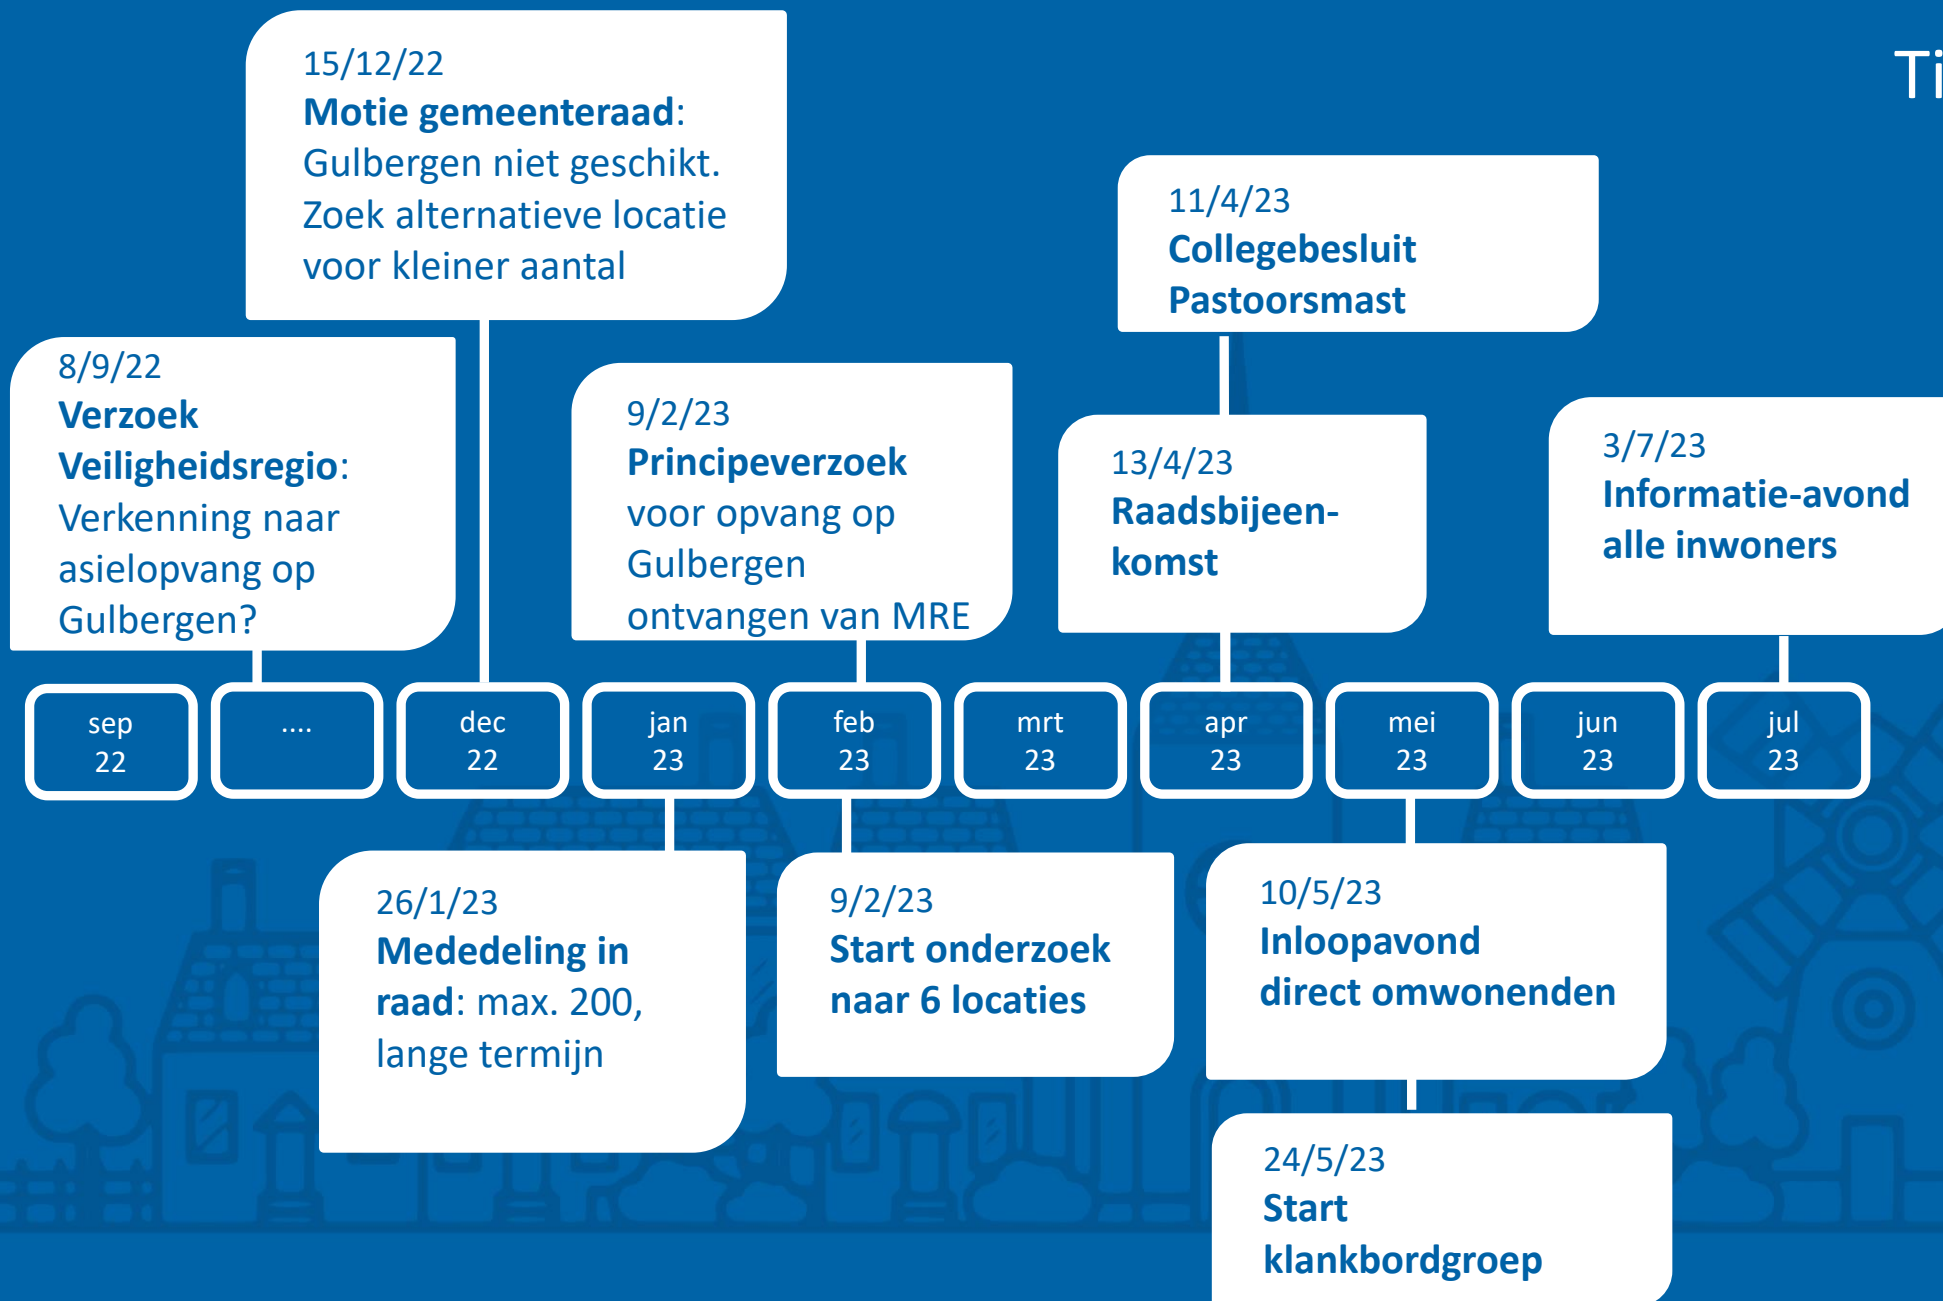 Ti
15/12/22
Motie gemeenteraad:
Gulbergen niet geschikt.
Zoek alternatieve locatie
voor kleiner aantal
11/4/23
Collegebesluit
Pastoorsmast
8/9/22
Verzoek
Veiligheidsregio:
Verkenning naar
asielopvang op
Gulbergen?
9/2/23
Principeverzoek
voor opvang op
Gulbergen
ontvangen van MRE
13/4/23
Raadsbijeen-
komst
3/7/23
Informatie-avond
alle inwoners
sep
22
....
dec
22
jan
23
feb
23
mrt
23
apr
23
mei
23
jun
23
jul
23
26/1/23
Mededeling in
raad: max. 200,
lange termijn
9/2/23
Start onderzoek
naar 6 locaties
10/5/23
Inloopavond
direct omwonenden
24/5/23
Start
klankbordgroep